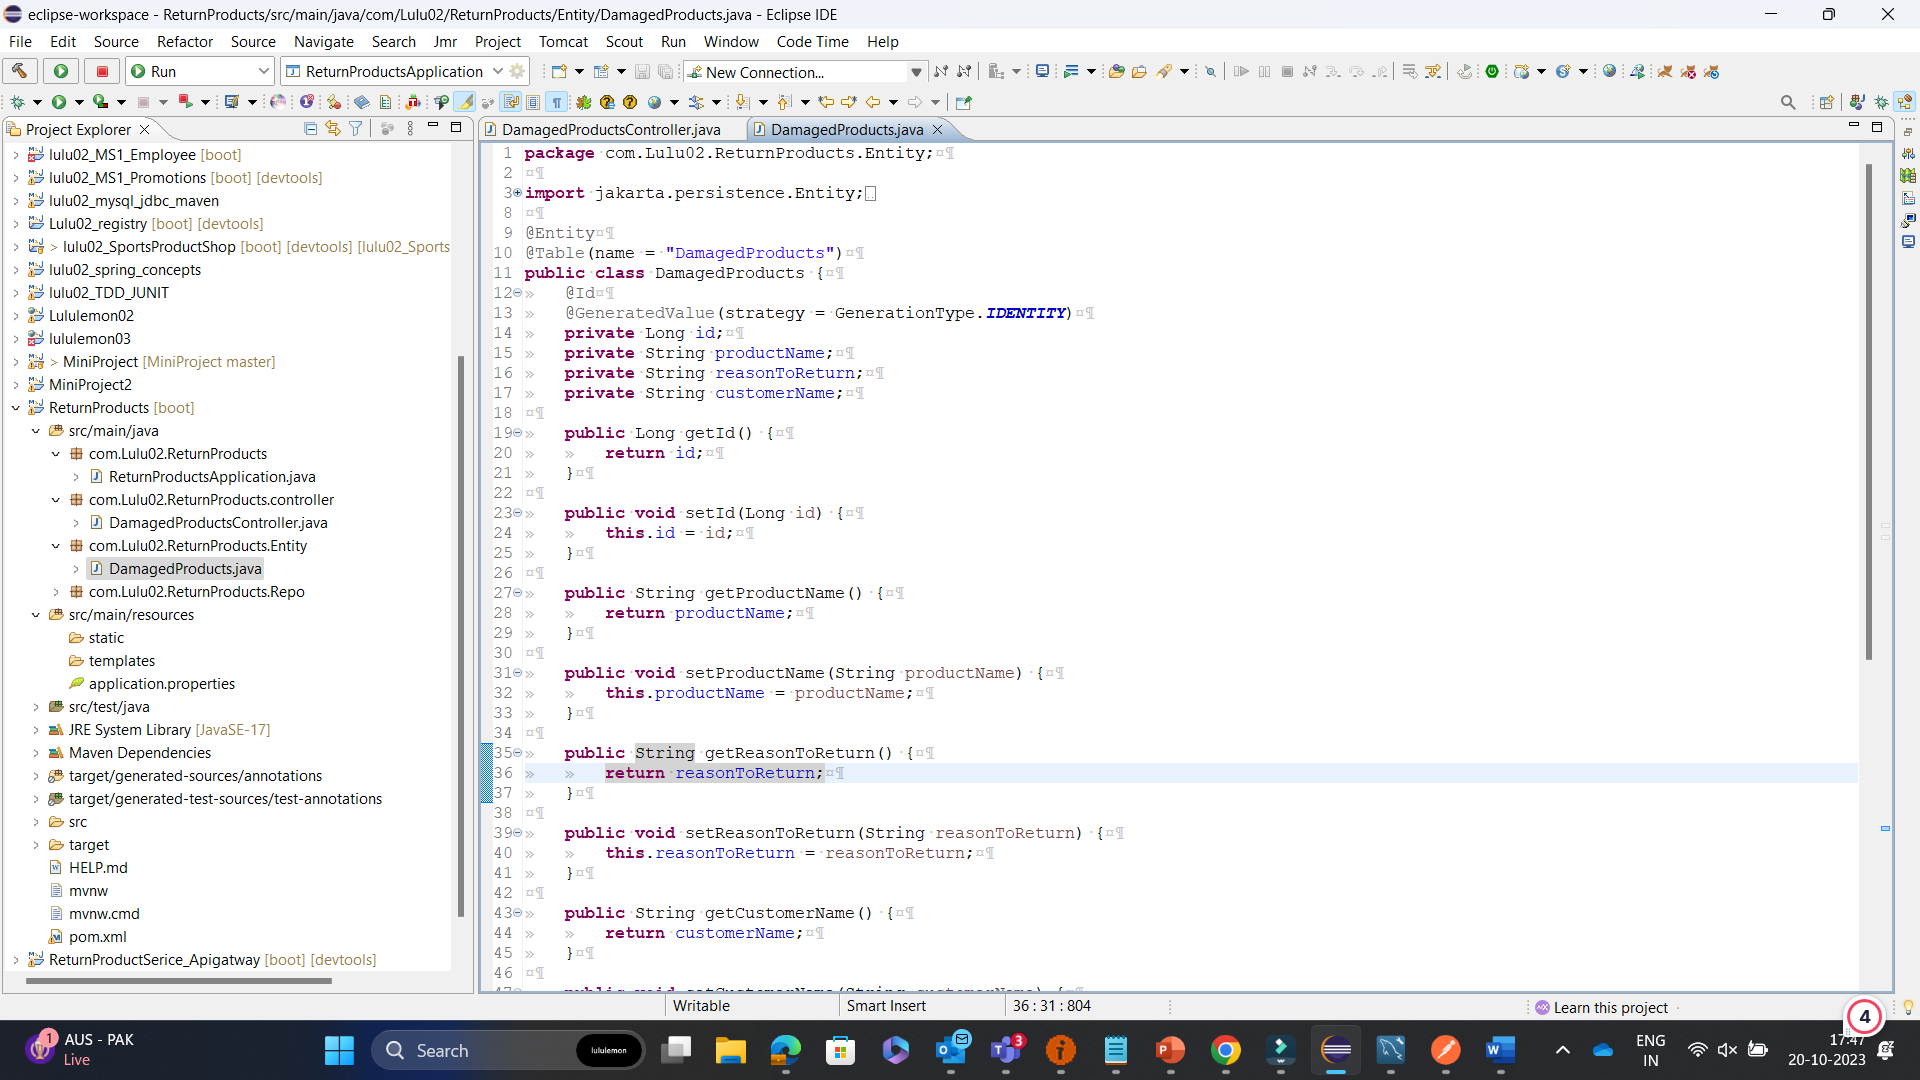 eclipse-workspace - ReturnProducts/src/main/java/com/Lulu02/ReturnProducts/Entity/DamagedProducts.java - Eclipse IDE
File Edit Source Refactor Source Navigate Search Jmr Project Tomcat Scout Run Window Code Time Help
Run
ReturnProductsApplication
New Connection...
Project Explorer
lulu02_MS1_Employee [boot]
lulu02_MS1_Promotions [boot] [devtools]
lulu02_mysql_jdbc_maven
Lulu02_registry [boot] [devtools]
> lulu02_SportsProductShop [boot] [devtools] [lulu02_Sports
lulu02_spring_concepts
lulu02_TDD_JUNIT
Lululemon02
lululemon03
> MiniProject [MiniProject master]
MiniProject2
ReturnProducts [boot]
src/main/java
com.Lulu02.ReturnProducts
ReturnProductsApplication.java
com.Lulu02.ReturnProducts.controller
DamagedProductsController.java
com.Lulu02.ReturnProducts.Entity
DamagedProducts.java
com.Lulu02.ReturnProducts.Repo
src/main/resources
static
templates
application.properties
src/test/java
JRE System Library [JavaSE-17]
Maven Dependencies
target/generated-sources/annotations
target/generated-test-sources/test-annotations
src
target
HELP.md
mvnw
mvnw.cmd
pom.xml
ReturnProductSerice_Apigatway [boot] [devtools]
DamagedProductsController.java
DamagedProducts.java
1 package com.Lulu02.ReturnProducts.Entity;
2
3 import jakarta.persistence.Entity;
8
9 @Entity
10 @Table(name = "DamagedProducts")
11 public class DamagedProducts {
12 @Id
13 @GeneratedValue(strategy = GenerationType.IDENTITY)
14 private Long id;
15 private String productName;
16 private String reasonToReturn;
17 private String customerName;
18
19 public Long getId() {
20 return id;
21 }
22
23 public void setId(Long id) {
24 this.id = id;
25 }
26
27 public String getProductName() {
28 return productName;
29 }
30
31 public void setProductName(String productName) {
32 this.productName = productName;
33 }
34
35 public String getReasonToReturn() {
36 return reasonToReturn;
37 }
38
39 public void setReasonToReturn(String reasonToReturn) {
40 this.reasonToReturn = reasonToReturn;
41 }
42
43 public String getCustomerName() {
44 return customerName;
45 }
46
47 public void setCustomerName(String customerName) {
Writable
Smart Insert
36 : 31 : 804
Learn this project
4
1
AUS - PAK
Live
Search
lululemon
3
ENG
IN
17:47
20-10-2023